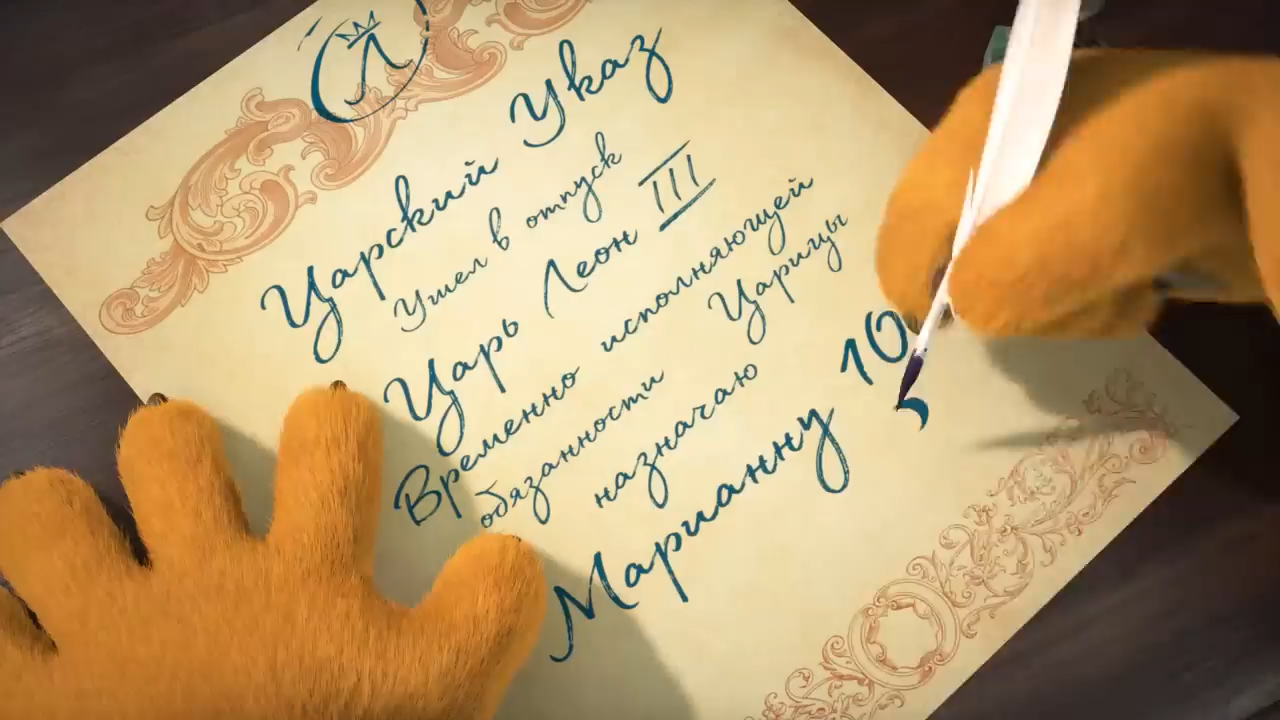 Л
Царский Указ
Ушел в отпуск
Царь Леон III
Временно исполняющей
обязанности Царицы
назначаю
Марианну 10